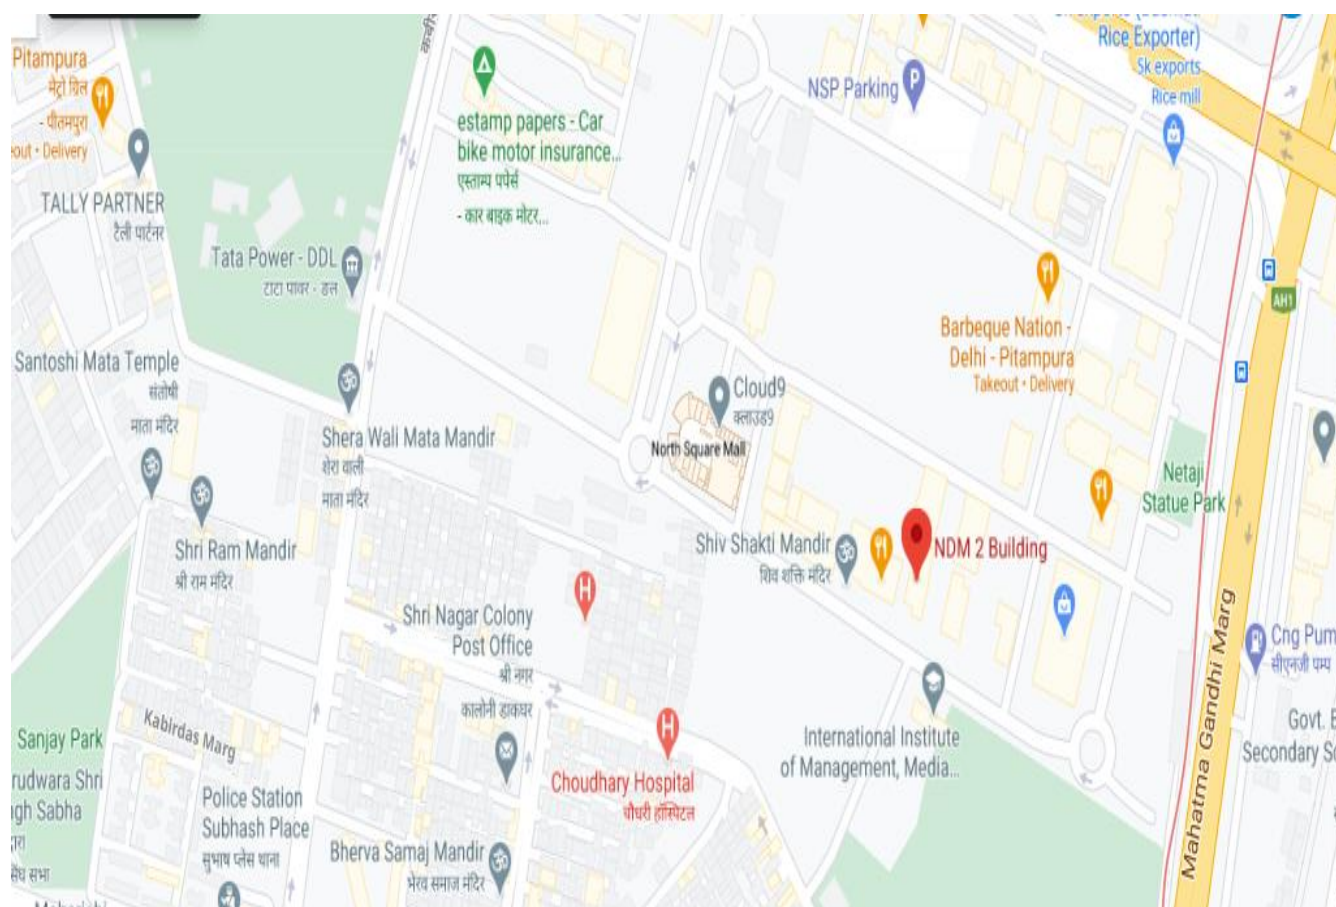 Pitampura
मेट्रो ग्रिल
- पीतमपुरा
out • Delivery
TALLY PARTNER
टैली पार्टनर
Tata Power - DDL
टाटा पावर - डल
estamp papers - Car
bike motor insurance...
एस्ताम्प पपेर्स
- कार बाइक मोटर...
NSP Parking
P
Rice Exporter)
Sk exports
Rice mill
AH1
Barbeque Nation -
Delhi - Pitampura
Takeout • Delivery
Santoshi Mata Temple
संतोषी
माता मंदिर
Shera Wali Mata Mandir
शेरा वाली
माता मंदिर
Cloud9
क्लाउड9
North Square Mall
Netaji
Statue Park
Shri Ram Mandir
श्री राम मंदिर
Shiv Shakti Mandir
शिव शक्ति मंदिर
NDM 2 Building
H
Shri Nagar Colony
Post Office
श्री नगर
कालोनी डाकघर
Mahatma Gandhi Marg
Cng Pum
सीएनजी पम्प
Kabirdas Marg
Sanjay Park
rudwara Shri
gh Sabha
सिंघ सभा
International Institute
of Management, Media...
Govt. B
Secondary Sc
H
Choudhary Hospital
चौधरी हॉस्पिटल
Police Station
Subhash Place
सुभाष प्लेस थाना
Bherva Samaj Mandir
भेरव समाज मंदिर